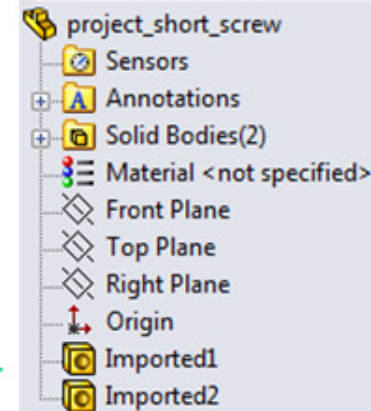 project_short_screw
Sensors
Annotations
Solid Bodies(2)
Material <not specified>
Front Plane
Top Plane
Right Plane
Origin
Imported1
Imported2